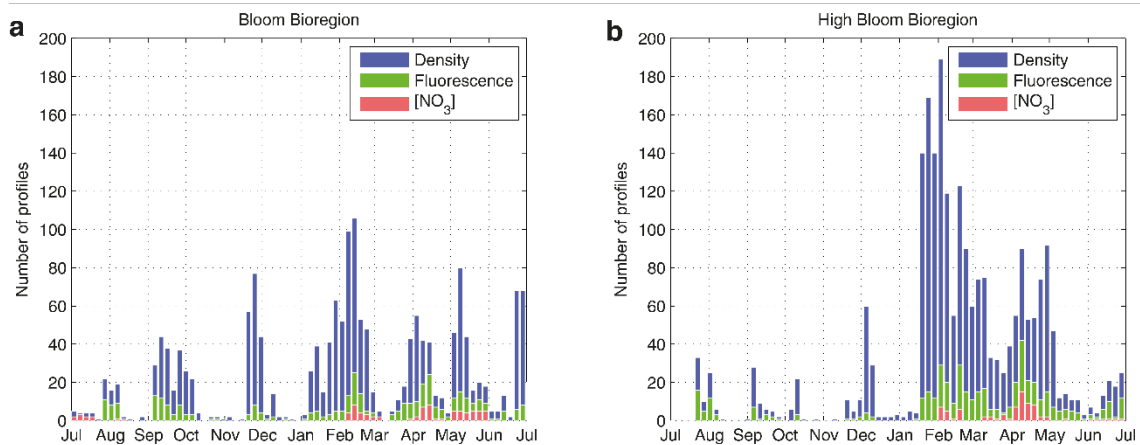 a
Bloom Bioregion
Number of profiles
200
180
160
140
120
100
80
60
40
20
0
Density
Fluorescence
[NO3]
Jul Aug Sep Oct Nov Dec Jan Feb Mar Apr May Jun Jul
b
High Bloom Bioregion
Number of profiles
200
180
160
140
120
100
80
60
40
20
0
Density
Fluorescence
[NO3]
Jul Aug Sep Oct Nov Dec Jan Feb Mar Apr May Jun Jul